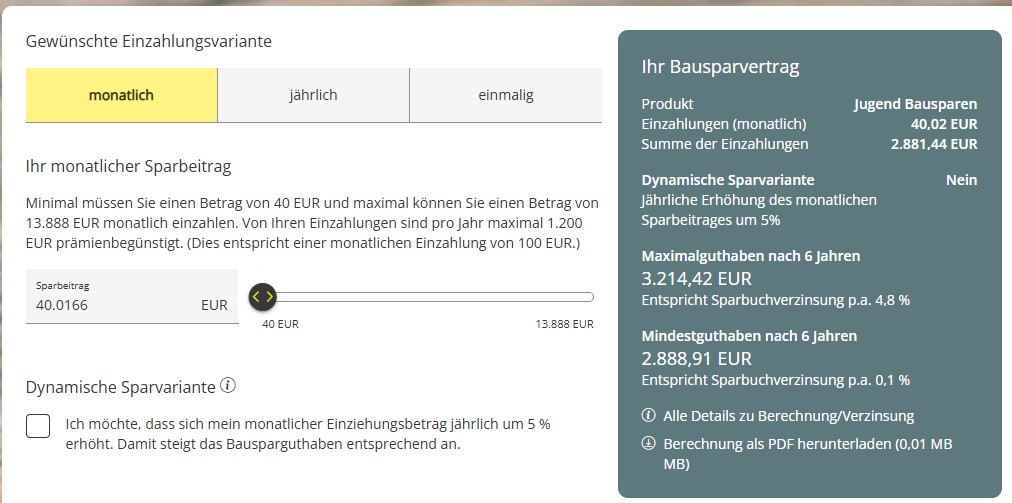 Gewünschte Einzahlungsvariante
monatlich
jährlich
einmalig
Ihr monatlicher Sparbeitrag
Minimal müssen Sie einen Betrag von 40 EUR und maximal können Sie einen Betrag von
13.888 EUR monatlich einzahlen. Von Ihren Einzahlungen sind pro Jahr maximal 1.200
EUR prämienbegünstigt. (Dies entspricht einer monatlichen Einzahlung von 100 EUR.)
Sparbeitrag
40.0166 EUR
40 EUR 13.888 EUR
Dynamische Sparvariante
Ich möchte, dass sich mein monatlicher Einziehungsbetrag jährlich um 5 %
erhöht. Damit steigt das Bausparguthaben entsprechend an.
Ihr Bausparvertrag
Produkt Jugend Bausparen
Einzahlungen (monatlich) 40,02 EUR
Summe der Einzahlungen 2.881,44 EUR
Dynamische Sparvariante Nein
Jährliche Erhöhung des monatlichen
Sparbeitrages um 5%
Maximalguthaben nach 6 Jahren
3.214,42 EUR
Entspricht Sparbuchverzinsung p.a. 4,8 %
Mindestguthaben nach 6 Jahren
2.888,91 EUR
Entspricht Sparbuchverzinsung p.a. 0,1 %
Alle Details zu Berechnung/Verzinsung
Berechnung als PDF herunterladen (0,01 MB
MB)